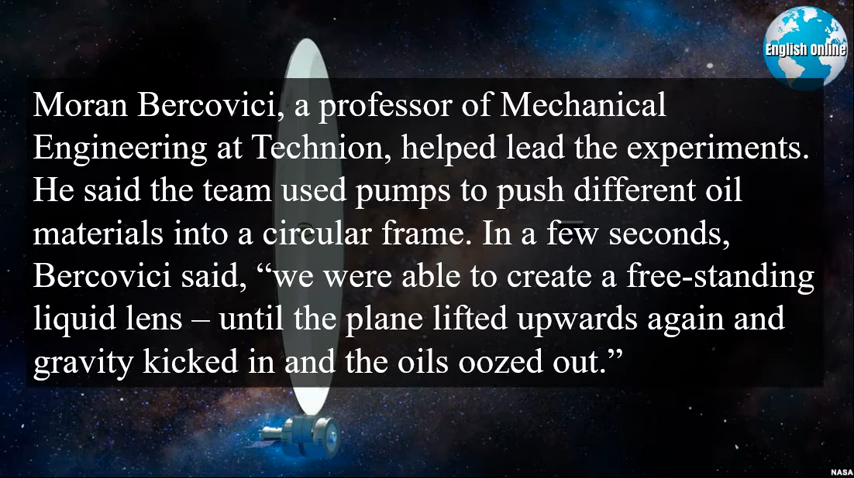 English Online
Moran Bercovici, a professor of Mechanical
Engineering at Technion, helped lead the experiments.
He said the team used pumps to push different oil
materials into a circular frame. In a few seconds,
Bercovici said, “we were able to create a free-standing
liquid lens – until the plane lifted upwards again and
gravity kicked in and the oils oozed out.”
NASA